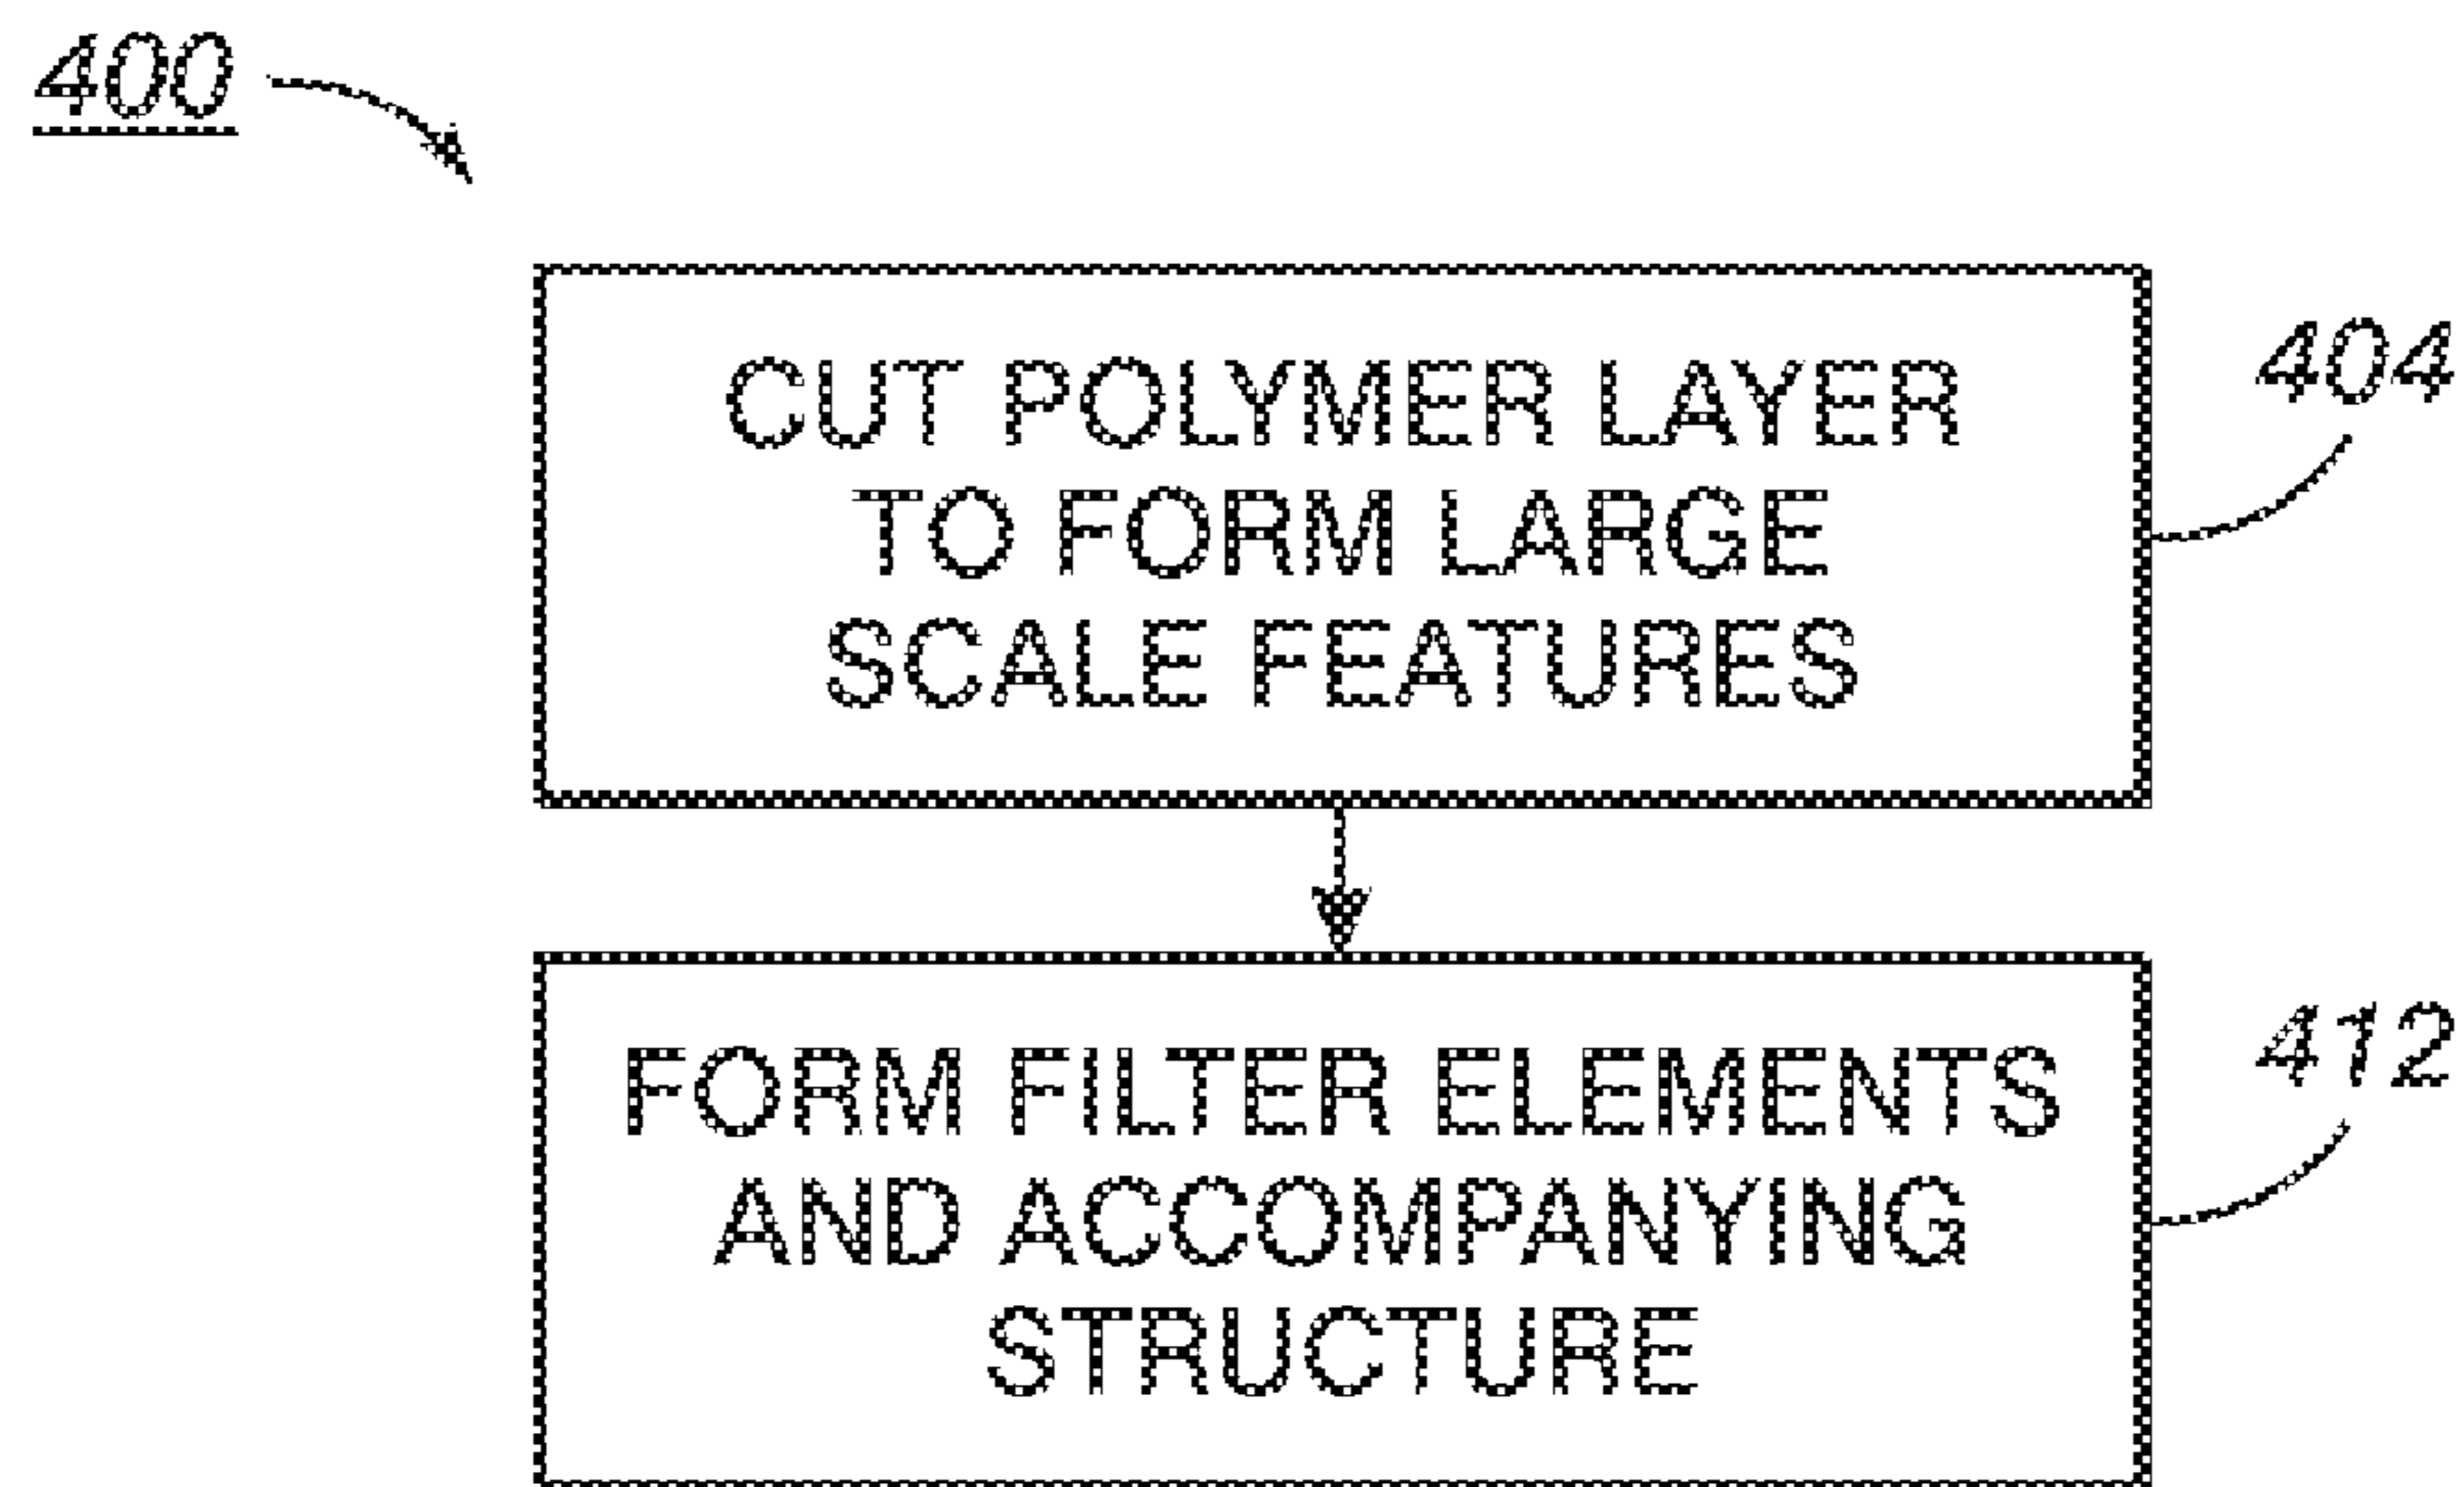 400
CUT POLYMER LAYER
TO FORM LARGE
SCALE FEATURES
404
FORM FILTER ELEMENTS
AND ACCOMPANYING
STRUCTURE
412